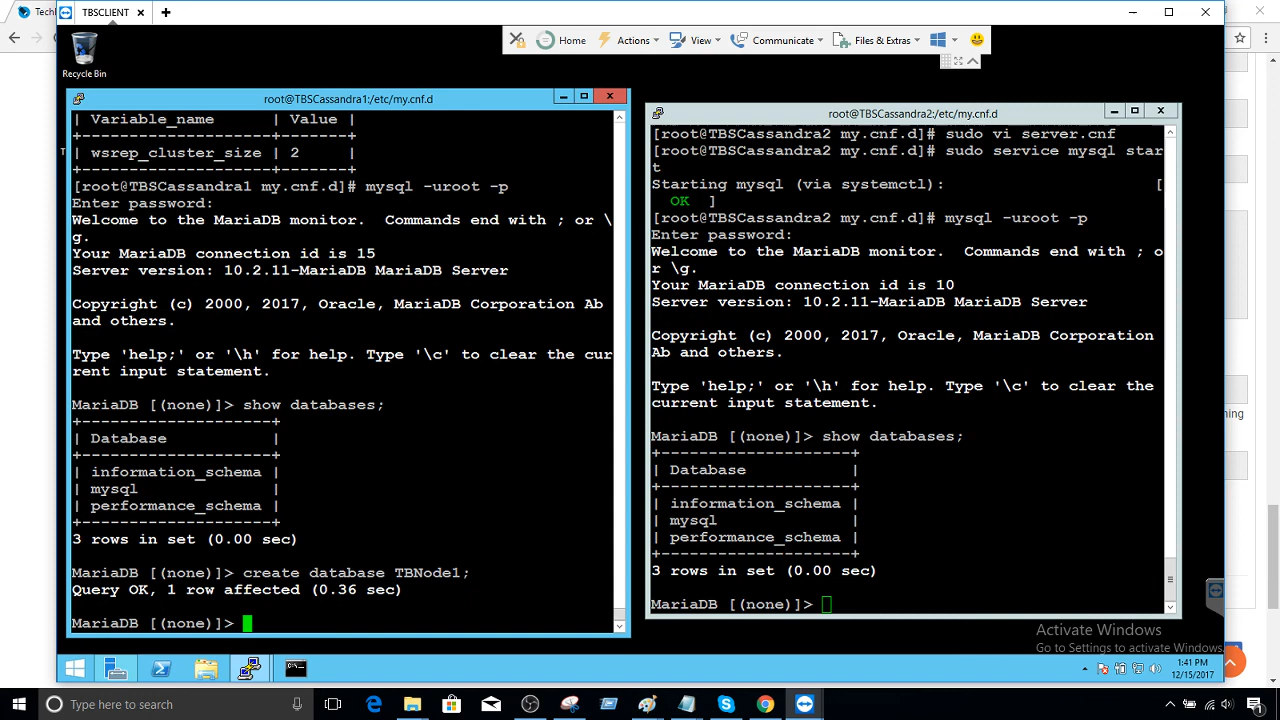 Techl
TBSCLIENT
Home
Actions
View
Communicate
Files & Extras
Recycle Bin
root@TBSCassandra1:/etc/my.cnf.d
| Variable_name      | Value |
+--------------------+-------+
| wsrep_cluster_size | 2     |
+--------------------+-------+
[root@TBSCassandra1 my.cnf.d]# mysql -uroot -p
Enter password:
Welcome to the MariaDB monitor.  Commands end with ; or \
g.
Your MariaDB connection id is 15
Server version: 10.2.11-MariaDB MariaDB Server
Copyright (c) 2000, 2017, Oracle, MariaDB Corporation Ab
and others.
Type 'help;' or '\h' for help. Type '\c' to clear the cur
rent input statement.
MariaDB [(none)]> show databases;
+--------------------+
| Database           |
+--------------------+
| information_schema |
| mysql              |
| performance_schema |
+--------------------+
3 rows in set (0.00 sec)
MariaDB [(none)]> create database TBNode1;
Query OK, 1 row affected (0.36 sec)
MariaDB [(none)]>
root@TBSCassandra2:/etc/my.cnf.d
[root@TBSCassandra2 my.cnf.d]# sudo vi server.cnf
[root@TBSCassandra2 my.cnf.d]# sudo service mysql star
t
Starting mysql (via systemctl):                      [
  OK  ]
[root@TBSCassandra2 my.cnf.d]# mysql -uroot -p
Enter password:
Welcome to the MariaDB monitor.  Commands end with ; o
r \g.
Your MariaDB connection id is 10
Server version: 10.2.11-MariaDB MariaDB Server
Copyright (c) 2000, 2017, Oracle, MariaDB Corporation
Ab and others.
Type 'help;' or '\h' for help. Type '\c' to clear the
current input statement.
MariaDB [(none)]> show databases;
+--------------------+
| Database           |
+--------------------+
| information_schema |
| mysql              |
| performance_schema |
+--------------------+
3 rows in set (0.00 sec)
MariaDB [(none)]>
ning
Activate Windows
Go to Settings to activate Windows.
1:41 PM
12/15/2017
Type here to search